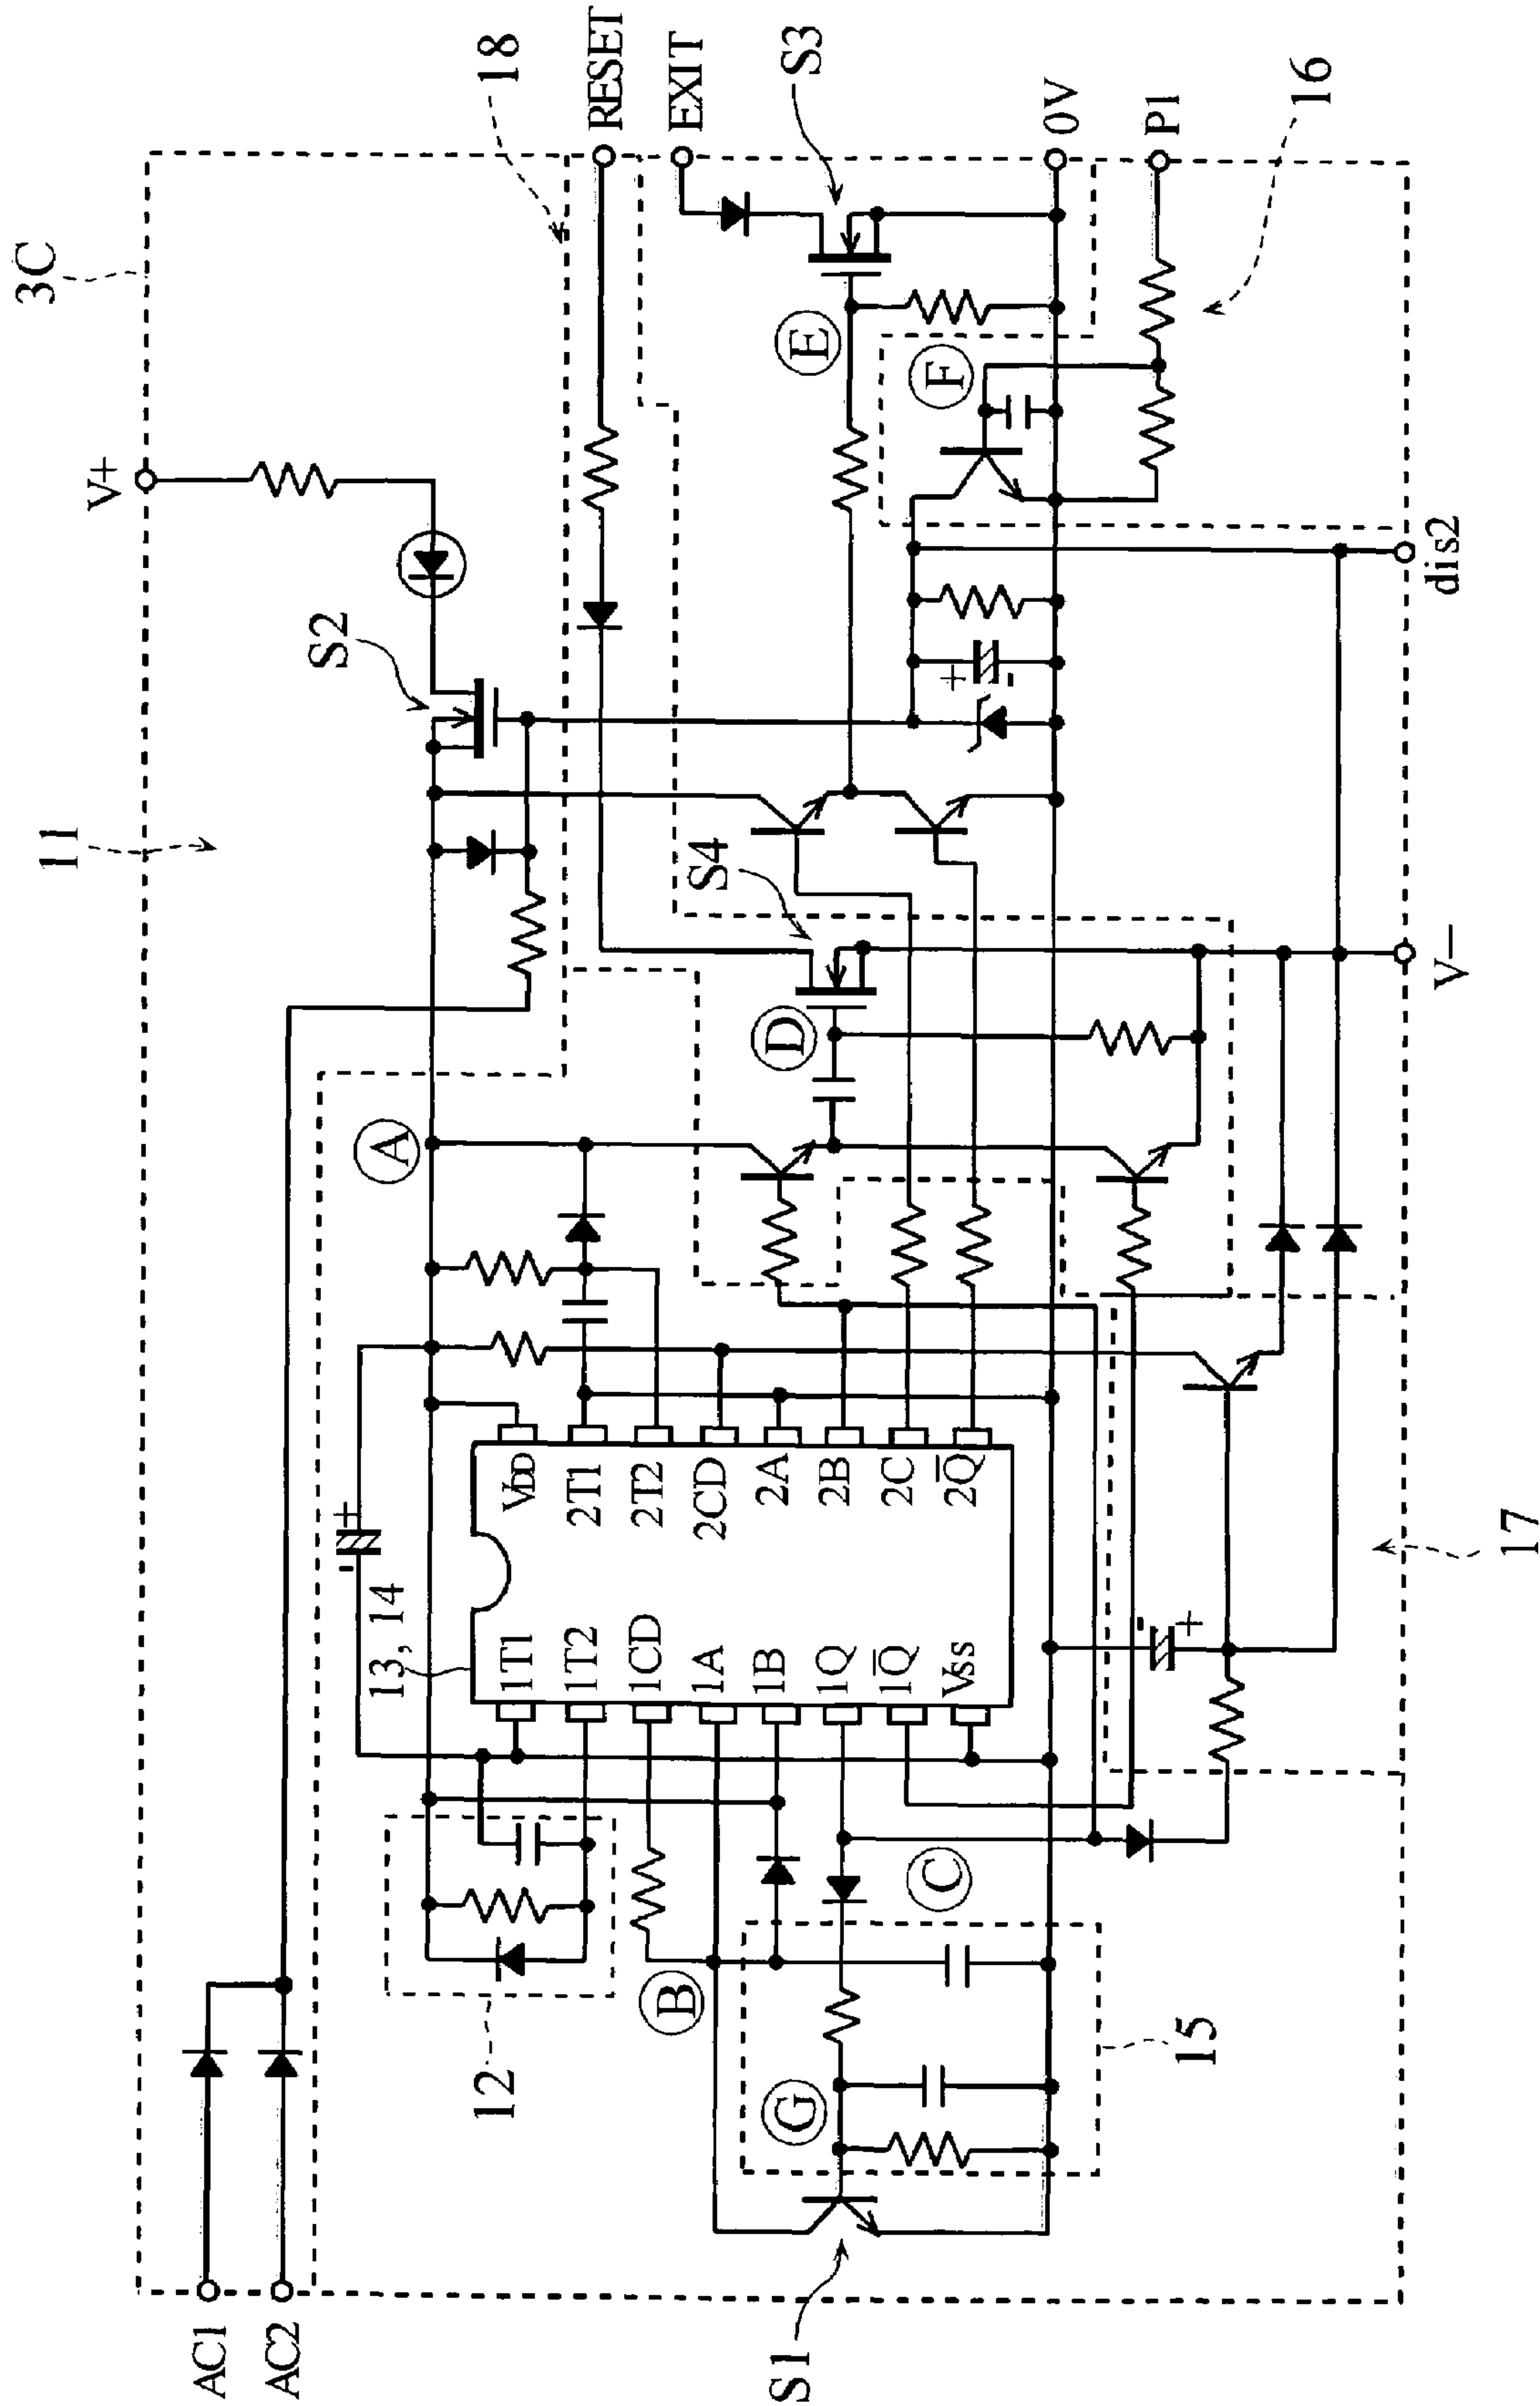 3C
11
V+
18
RESET
EXIT
S3
0V
P1
16
S2
A
E
F
S4
D
dis2
V−
AC1
AC2
12
13, 14
1T1
1T2
1CD
1A
1B
1Q
1Q̅
Vss
VDD
2T1
2T2
2CD
2A
2B
2C
2Q̅
+
-
+
-
-
+
B
C
G
15
17
S1